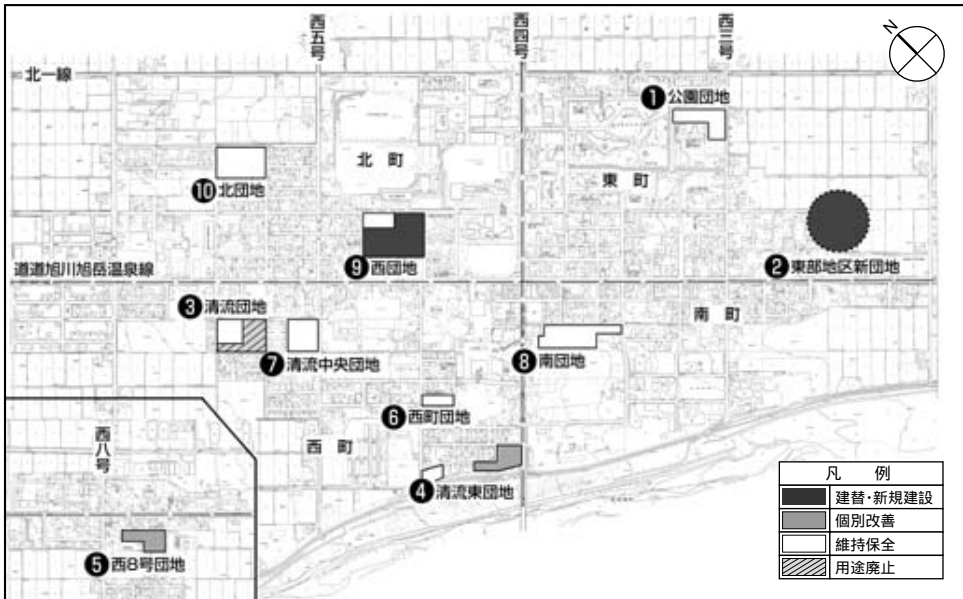 西五号
西四号
西三号
N
北一線
❶公園団地
北町
東町
❿北団地
❾西団地
❷東部地区新団地
道道旭川旭岳温泉線
❸清流団地
南町
❼清流中央団地
❽南団地
❻西町団地
西町
西八号
❹清流東団地
❺西8号団地
凡例
建替・新規建設
個別改善
維持保全
用途廃止